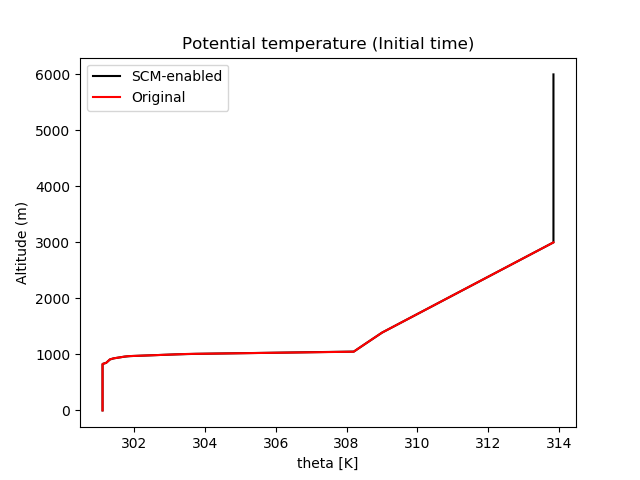 Potential temperature (Initial time)
SCM-enabled
Original
6000
5000
4000
3000
2000
1000
0
Altitude (m)
302
304
306
308
310
312
314
theta [K]